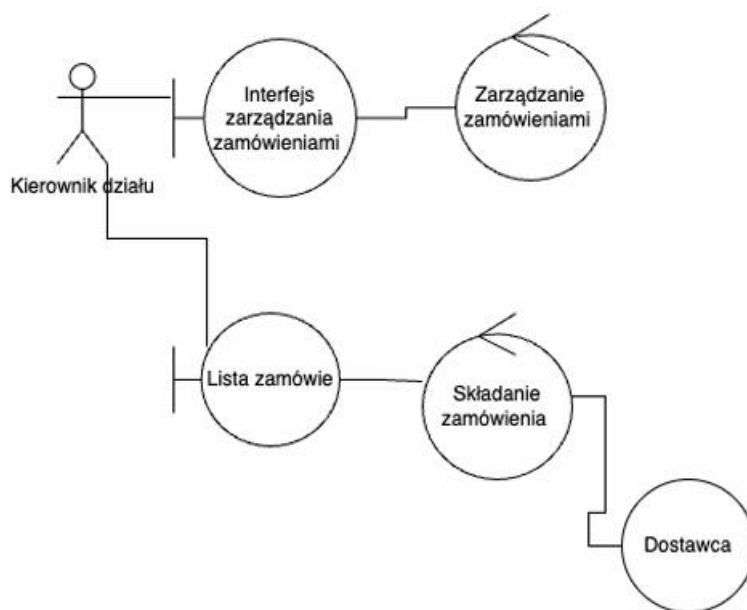 Interfejs
zarządzania
zamówieniami
Zarządzanie
zamówieniami
Kierownik działu
Lista zamówie
Składanie
zamówienia
Dostawca